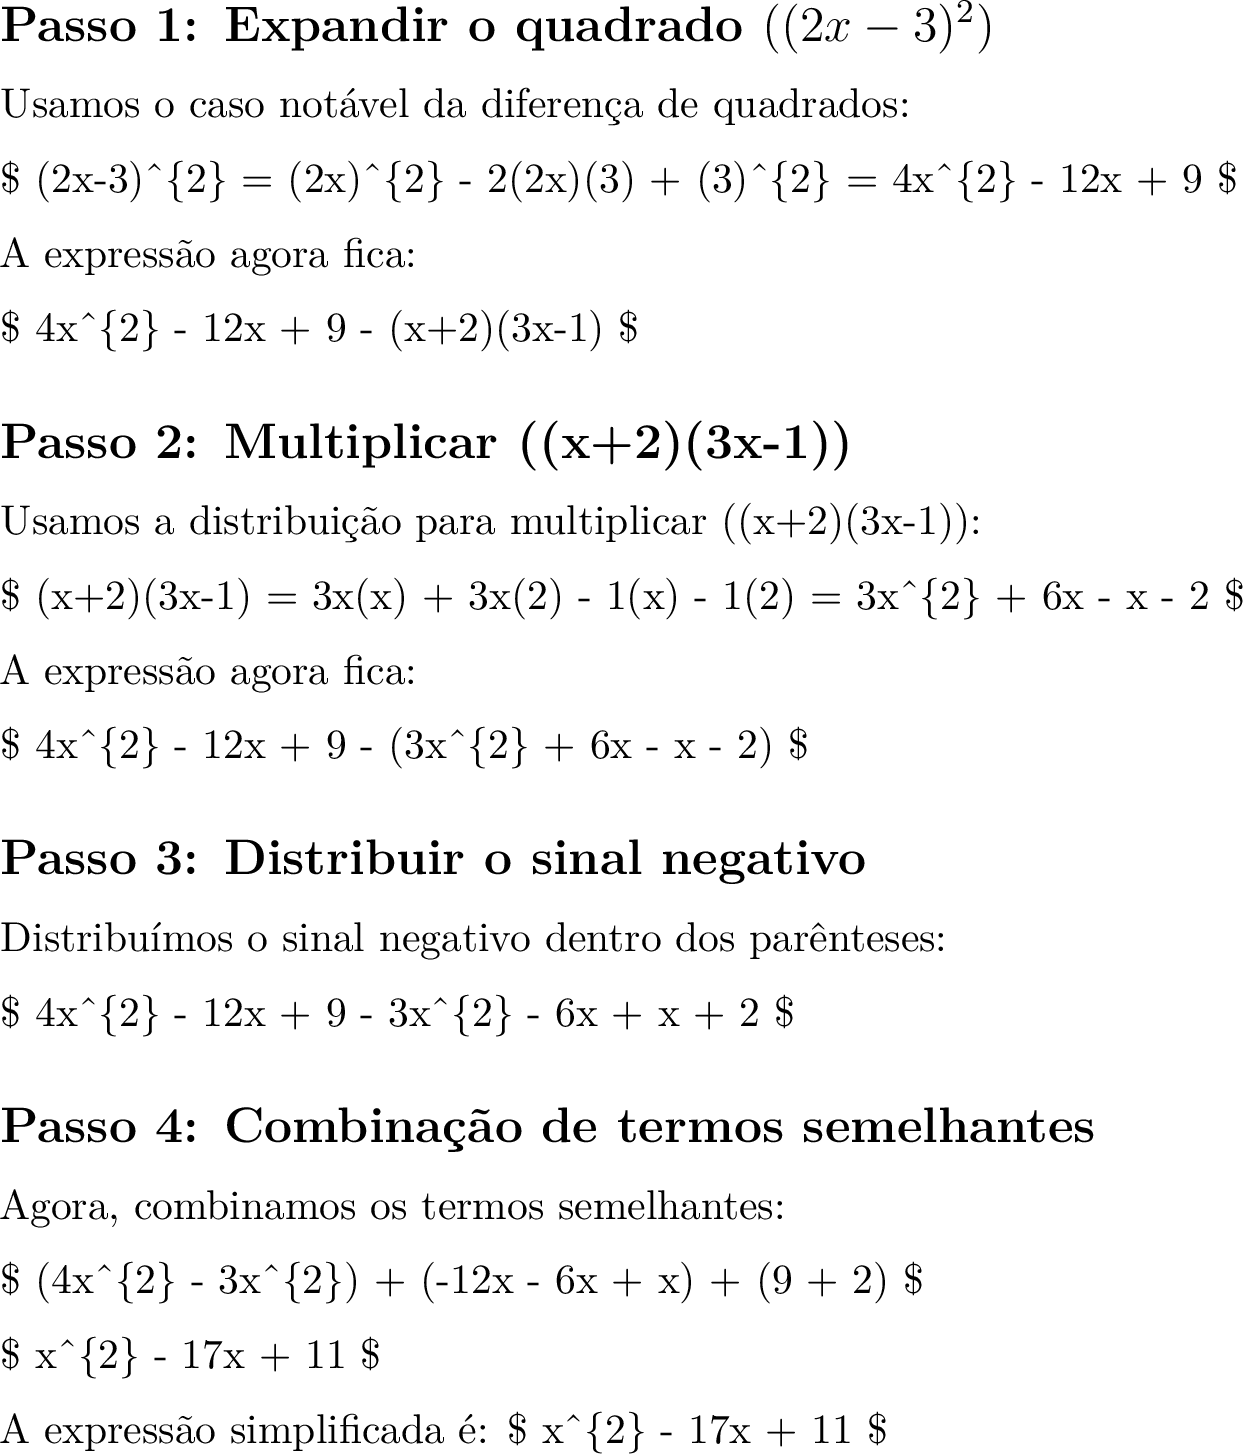 Passo 1: Expandir o quadrado ((2x − 3)²)
Usamos o caso notável da diferença de quadrados:
$ (2x-3)^{2} = (2x)^{2} - 2(2x)(3) + (3)^{2} = 4x^{2} - 12x + 9 $
A expressão agora fica:
$ 4x^{2} - 12x + 9 - (x+2)(3x-1) $
Passo 2: Multiplicar ((x+2)(3x-1))
Usamos a distribuição para multiplicar ((x+2)(3x-1)):
$ (x+2)(3x-1) = 3x(x) + 3x(2) - 1(x) - 1(2) = 3x^{2} + 6x - x - 2 $
A expressão agora fica:
$ 4x^{2} - 12x + 9 - (3x^{2} + 6x - x - 2) $
Passo 3: Distribuir o sinal negativo
Distribuímos o sinal negativo dentro dos parênteses:
$ 4x^{2} - 12x + 9 - 3x^{2} - 6x + x + 2 $
Passo 4: Combinação de termos semelhantes
Agora, combinamos os termos semelhantes:
$ (4x^{2} - 3x^{2}) + (-12x - 6x + x) + (9 + 2) $
$ x^{2} - 17x + 11 $
A expressão simplificada é: $ x^{2} - 17x + 11 $